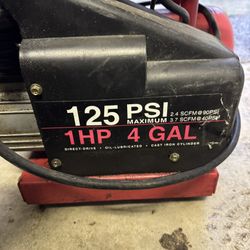 125 PSI 2.4 SCFM@90PSI
MAXIMUM 3.7 SCFM@40PSI
1HP 4 GAL
DIRECT-DRIVE • OIL-LUBRICATED • CAST IRON CYLINDER